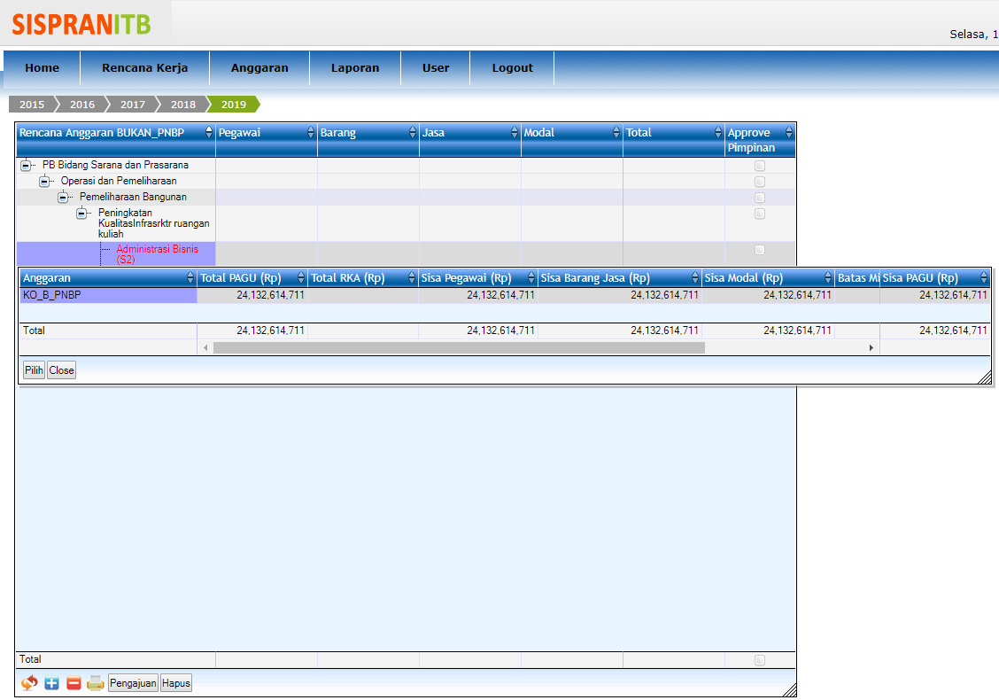 SISPRANITB
Selasa, 1
Home Rencana Kerja Anggaran Laporan User Logout
2015 2016 2017 2018 2019
Rencana Anggaran BUKAN_PNBP Pegawai Barang Jasa Modal Total Approve
Pimpinan
PB Bidang Sarana dan Prasarana
Operasi dan Pemeliharaan
Pemeliharaan Bangunan
Peningkatan
KualitasInfrasrktr ruangan
kuliah
Administrasi Bisnis
(S2)
Anggaran Total PAGU (Rp) Total RKA (Rp) Sisa Pegawai (Rp) Sisa Barang Jasa (Rp) Sisa Modal (Rp) Batas Mi Sisa PAGU (Rp)
KO_B_PNBP 24,132,614,711 24,132,614,711 24,132,614,711 24,132,614,711 24,132,614,711
Total 24,132,614,711 24,132,614,711 24,132,614,711 24,132,614,711 24,132,614,711
Pilih Close
Total
Pengajuan Hapus